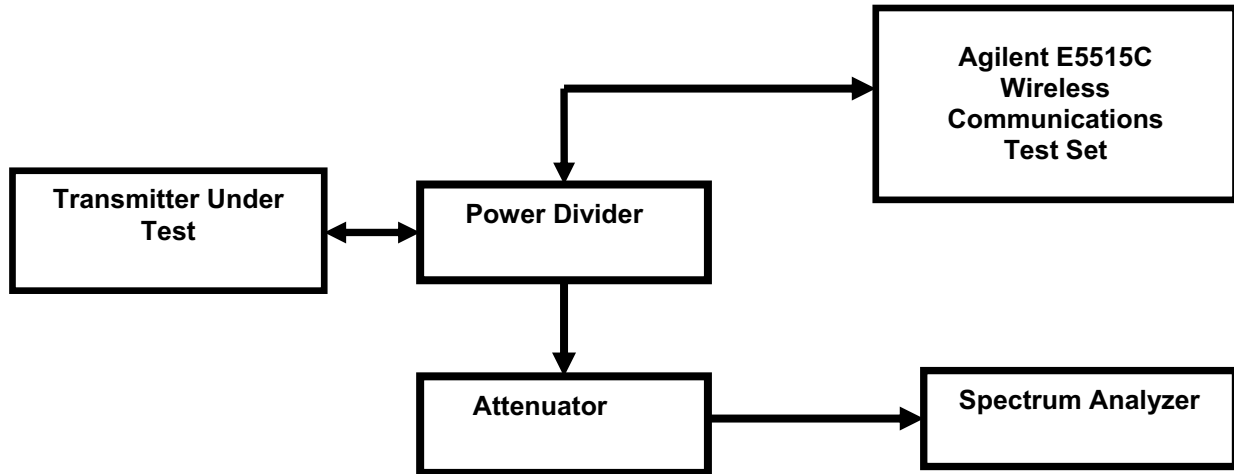 Agilent E5515C
Wireless
Communications
Test Set
Transmitter Under
Test
Power Divider
Attenuator
Spectrum Analyzer